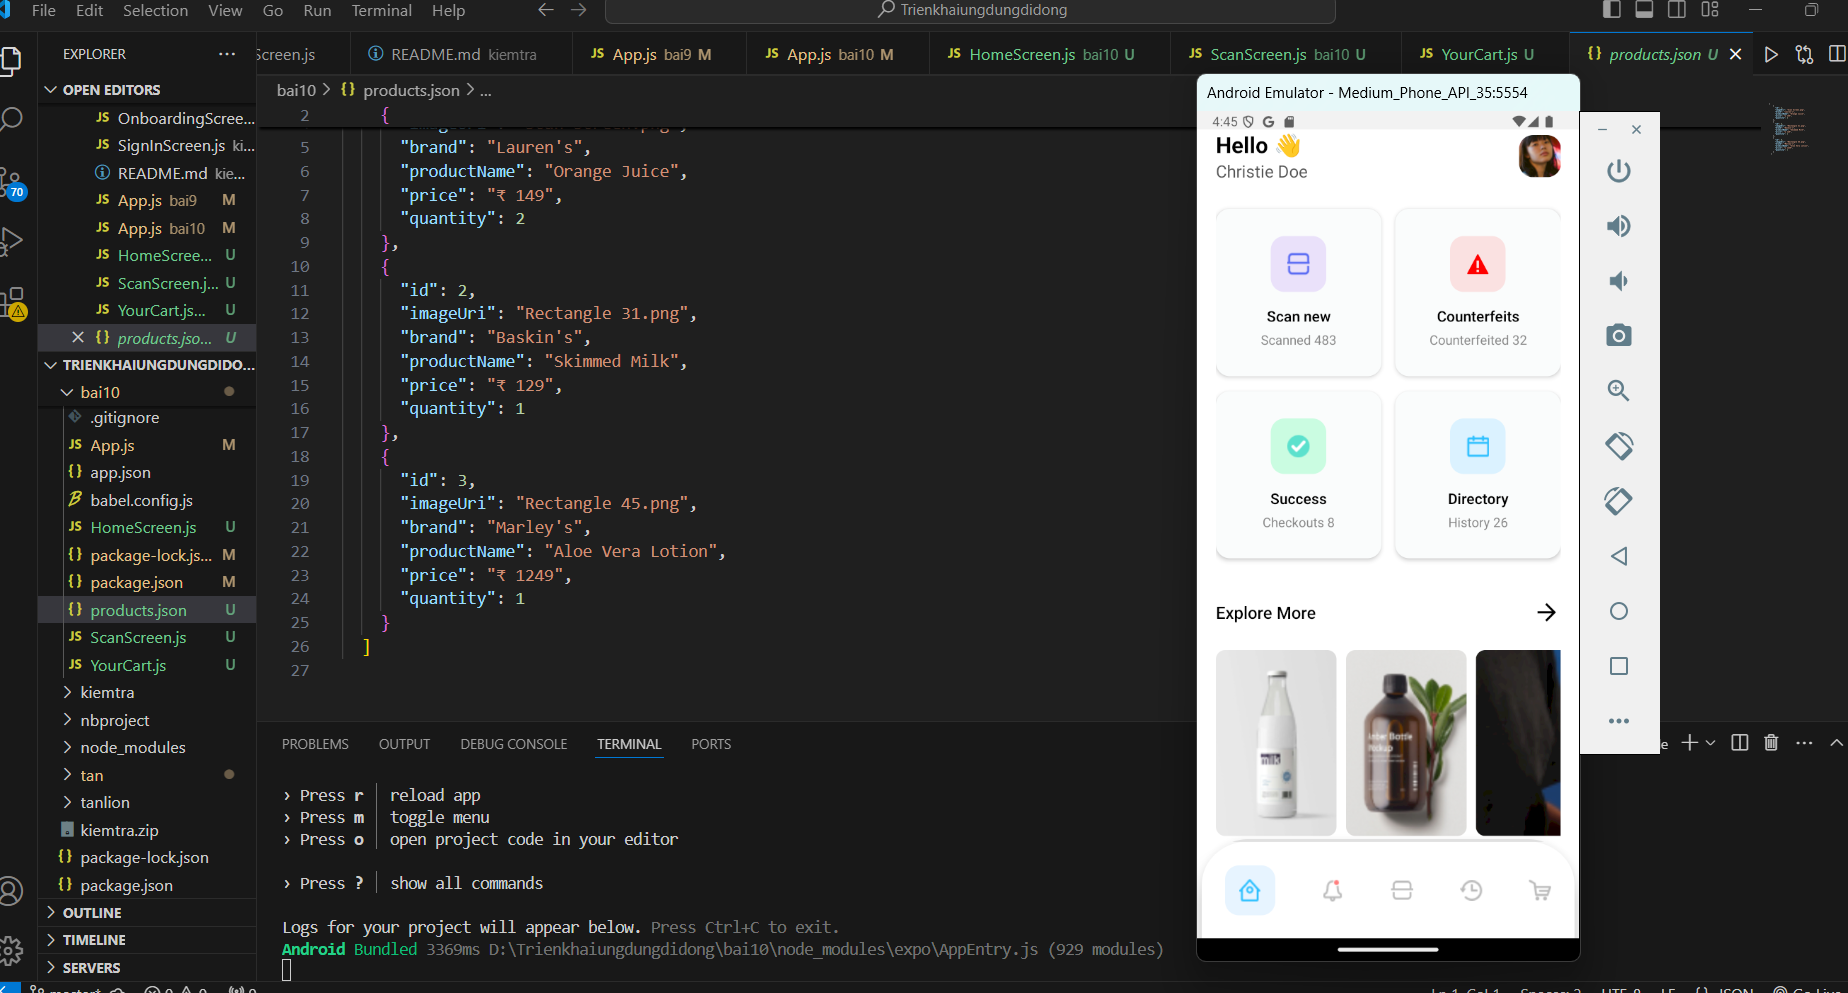 File Edit Selection View Go Run Terminal Help
Trienkhaiungdungdidong
EXPLORER
Screen.js
README.md kiemtra
JS App.js bai9 M
JS App.js bai10 M
JS HomeScreen.js bai10 U
JS ScanScreen.js bai10 U
JS YourCart.js U
{} products.json U
OPEN EDITORS
JS OnboardingScree...
JS SignInScreen.js ki...
README.md kie...
JS App.js bai9 M
JS App.js bai10 M
JS HomeScree... U
JS ScanScreen.j... U
JS YourCart.js... U
{} products.jso... U
TRIENKHAIUNGDUNGDIDO...
bai10
.gitignore
JS App.js M
{} app.json
babel.config.js
JS HomeScreen.js U
{} package-lock.js... M
{} package.json M
{} products.json U
JS ScanScreen.js U
JS YourCart.js U
kiemtra
nbproject
node_modules
tan
tanlion
kiemtra.zip
{} package-lock.json
{} package.json
OUTLINE
TIMELINE
SERVERS
70
bai10 > {} products.json > ...
2 {
5 "brand": "Lauren's",
6 "productName": "Orange Juice",
7 "price": "₹ 149",
8 "quantity": 2
9 },
10 {
11 "id": 2,
12 "imageUri": "Rectangle 31.png",
13 "brand": "Baskin's",
14 "productName": "Skimmed Milk",
15 "price": "₹ 129",
16 "quantity": 1
17 },
18 {
19 "id": 3,
20 "imageUri": "Rectangle 45.png",
21 "brand": "Marley's",
22 "productName": "Aloe Vera Lotion",
23 "price": "₹ 1249",
24 "quantity": 1
25 }
26 ]
27
PROBLEMS OUTPUT DEBUG CONSOLE TERMINAL PORTS
› Press r │ reload app
› Press m │ toggle menu
› Press o │ open project code in your editor
› Press ? │ show all commands
Logs for your project will appear below. Press Ctrl+C to exit.
Android Bundled 3369ms D:\Trienkhaiungdungdidong\bai10\node_modules\expo\AppEntry.js (929 modules)
Android Emulator - Medium_Phone_API_35:5554
4:45
Hello 👋
Christie Doe
Scan new
Scanned 483
Counterfeits
Counterfeited 32
Success
Checkouts 8
Directory
History 26
Explore More
milk
Amber Bottle
Mockup